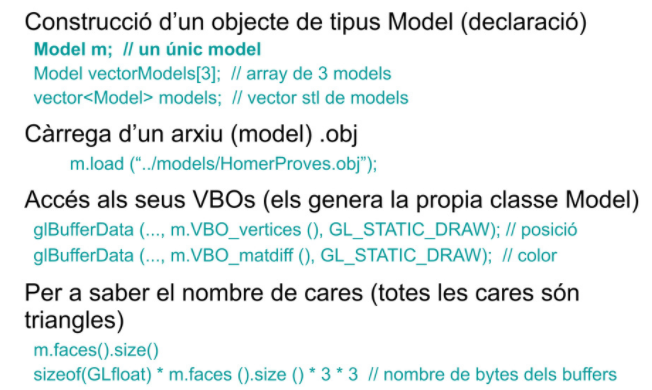 Construcció d’un objecte de tipus Model (declaració)
Model m;  // un únic model
Model vectorModels[3];  // array de 3 models
vector<Model> models;  // vector stl de models
Càrrega d’un arxiu (model) .obj
m.load (“../models/HomerProves.obj”);
Accés als seus VBOs (els genera la propia classe Model)
glBufferData (..., m.VBO_vertices (), GL_STATIC_DRAW); // posició
glBufferData (..., m.VBO_matdiff (), GL_STATIC_DRAW);  // color
Per a saber el nombre de cares (totes les cares són
triangles)
m.faces().size()
sizeof(GLfloat) * m.faces ().size () * 3 * 3  // nombre de bytes dels buffers